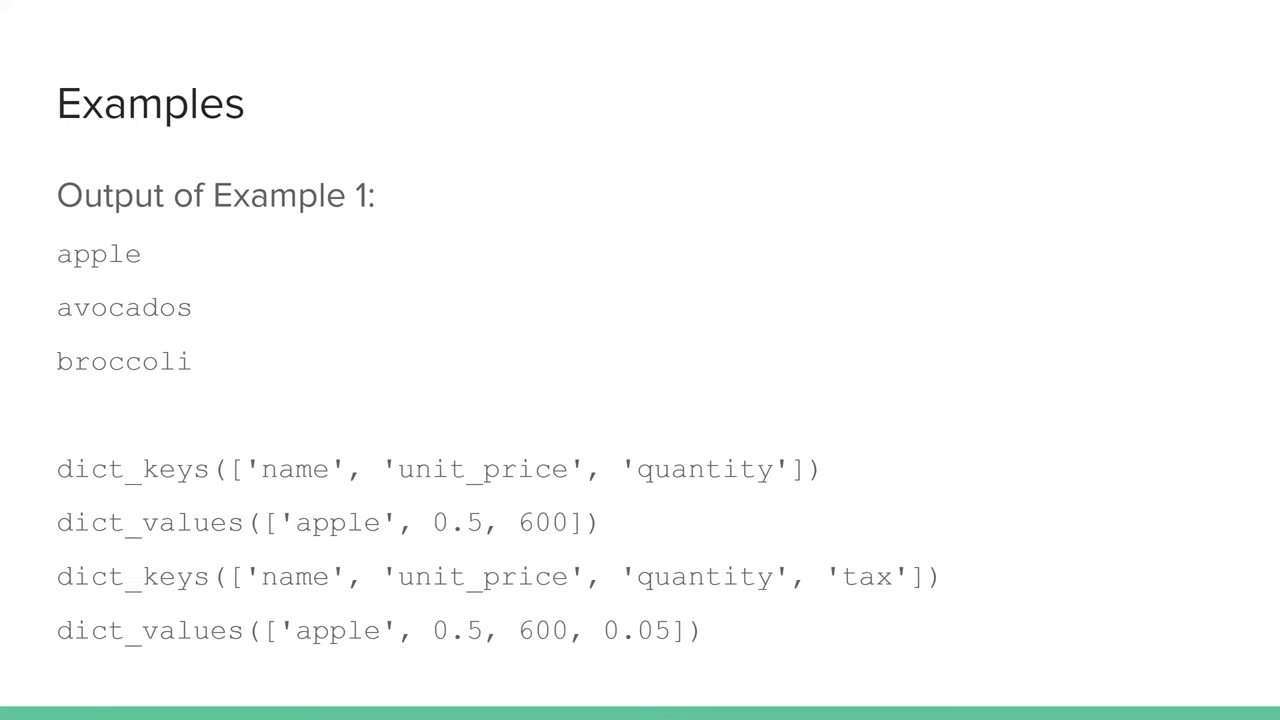 Examples
Output of Example 1:
apple
avocados
broccoli
dict_keys(['name', 'unit_price', 'quantity'])
dict_values(['apple', 0.5, 600])
dict_keys(['name', 'unit_price', 'quantity', 'tax'])
dict_values(['apple', 0.5, 600, 0.05])